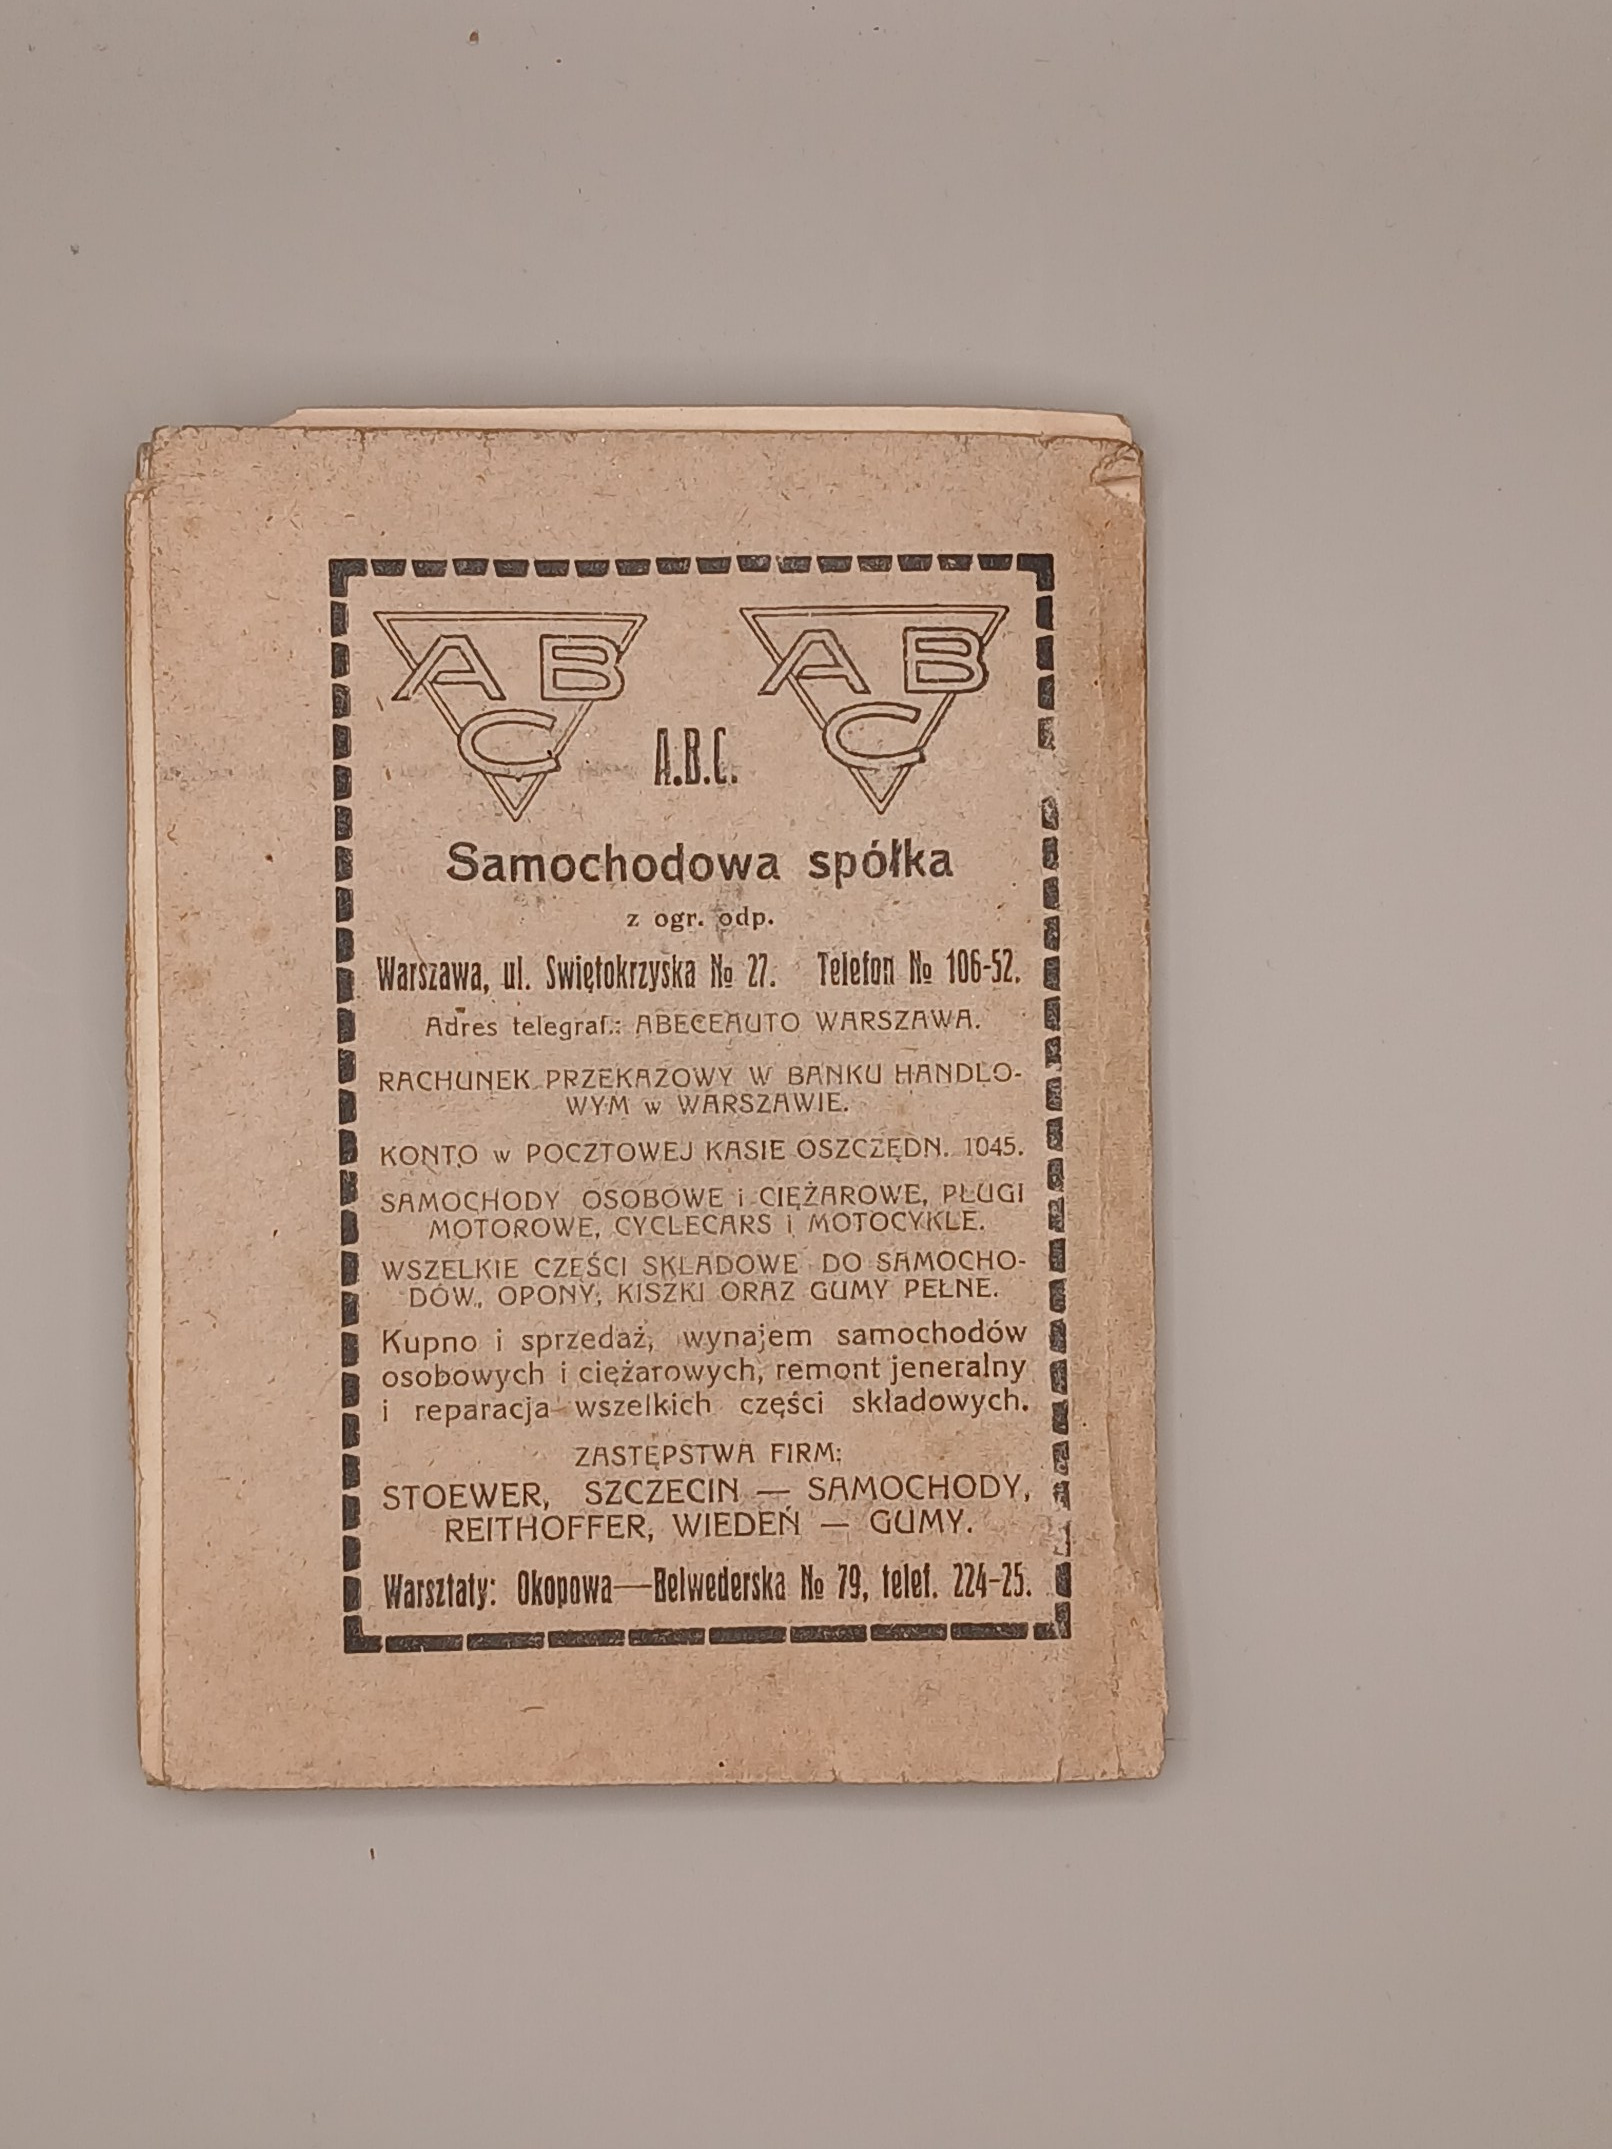 A B C
A B C
A.B.C.
Samochodowa spółka
z ogr. odp.
Warszawa, ul. Swiętokrzyska № 27. Telefon № 106-52.
Adres telegraf.: ABECEAUTO WARSZAWA.
RACHUNEK PRZEKAZOWY W BANKU HANDLO-
WYM w WARSZAWIE.
KONTO w POCZTOWEJ KASIE OSZCZĘDN. 1045.
SAMOCHODY OSOBOWE i CIĘŻAROWE, PŁUGI
MOTOROWE, CYCLECARS i MOTOCYKLE.
WSZELKIE CZĘŚCI SKŁADOWE DO SAMOCHO-
DÓW, OPONY, KISZKI ORAZ GUMY PEŁNE.
Kupno i sprzedaż, wynajem samochodów
osobowych i ciężarowych, remont jeneralny
i reparacja wszelkich części składowych.
ZASTĘPSTWA FIRM:
STOEWER, SZCZECIN — SAMOCHODY,
REITHOFFER, WIEDEŃ — GUMY.
Warsztaty: Okopowa—Belwederska № 79, telef. 224-25.